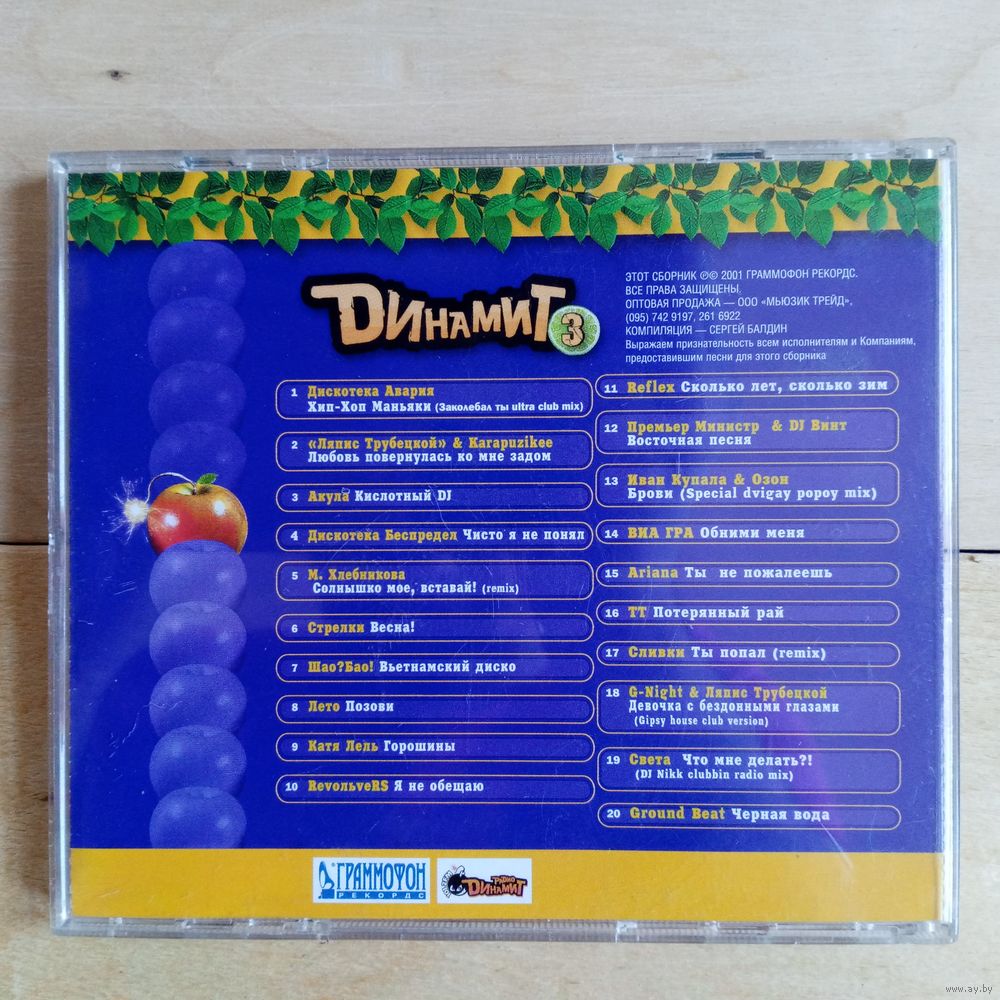 ДИНАМИТ 3
ЭТОТ СБОРНИК ℗© 2001 ГРАММОФОН РЕКОРДС.
ВСЕ ПРАВА ЗАЩИЩЕНЫ.
ОПТОВАЯ ПРОДАЖА — ООО «МЬЮЗИК ТРЕЙД»,
(095) 742 9197, 261 6922
КОМПИЛЯЦИЯ — СЕРГЕЙ БАЛДИН
Выражаем признательность всем исполнителям и Компаниям,
предоставившим песни для этого сборника
1 Дискотека Авария
Хип-Хоп Маньяки (Заколебал ты ultra club mix)
2 «Ляпис Трубецкой» & Karapuzikee
Любовь повернулась ко мне задом
3 Акула Кислотный DJ
4 Дискотека Беспредел Чисто я не понял
5 М. Хлебникова
Солнышко мое, вставай! (remix)
6 Стрелки Весна!
7 Шао?Бао! Вьетнамский диско
8 Лето Позови
9 Катя Лель Горошины
10 RevoльveRS Я не обещаю
11 Reflex Сколько лет, сколько зим
12 Премьер Министр & DJ Винт
Восточная песня
13 Иван Купала & Озон
Брови (Special dvigay popoy mix)
14 ВИА ГРА Обними меня
15 Ariana Ты не пожалеешь
16 ТТ Потерянный рай
17 Сливки Ты попал (remix)
18 G-Night & Ляпис Трубецкой
Девочка с бездонными глазами
(Gipsy house club version)
19 Света Что мне делать?!
(DJ Nikk clubbin radio mix)
20 Ground Beat Черная вода
ГРАММОФОН
РЕКОРДС
РАДИО
ДИНАМИТ
www.ay.by